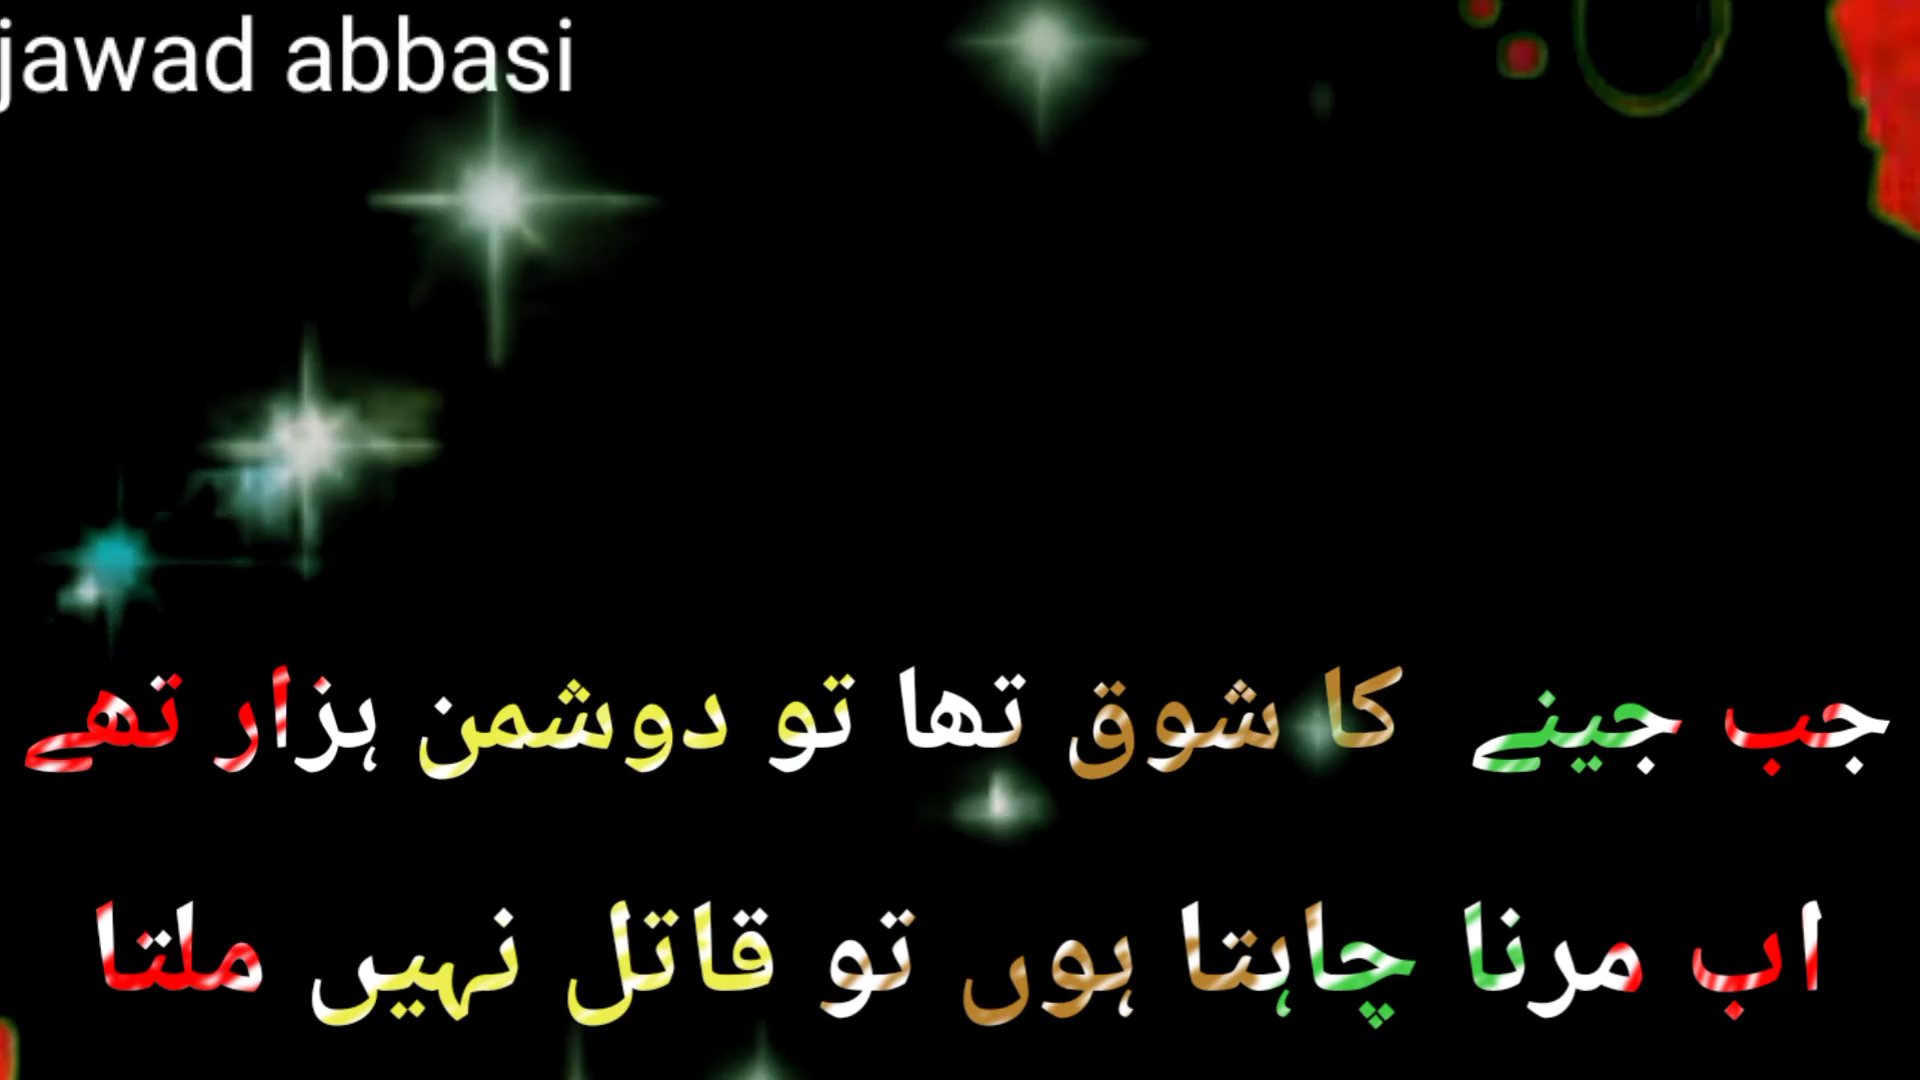 jawad abbasi
جب جینے کا شوق تھا تو دوشمن ہزار تھے
اب مرنا چاہتا ہوں تو قاتل نہیں ملتا